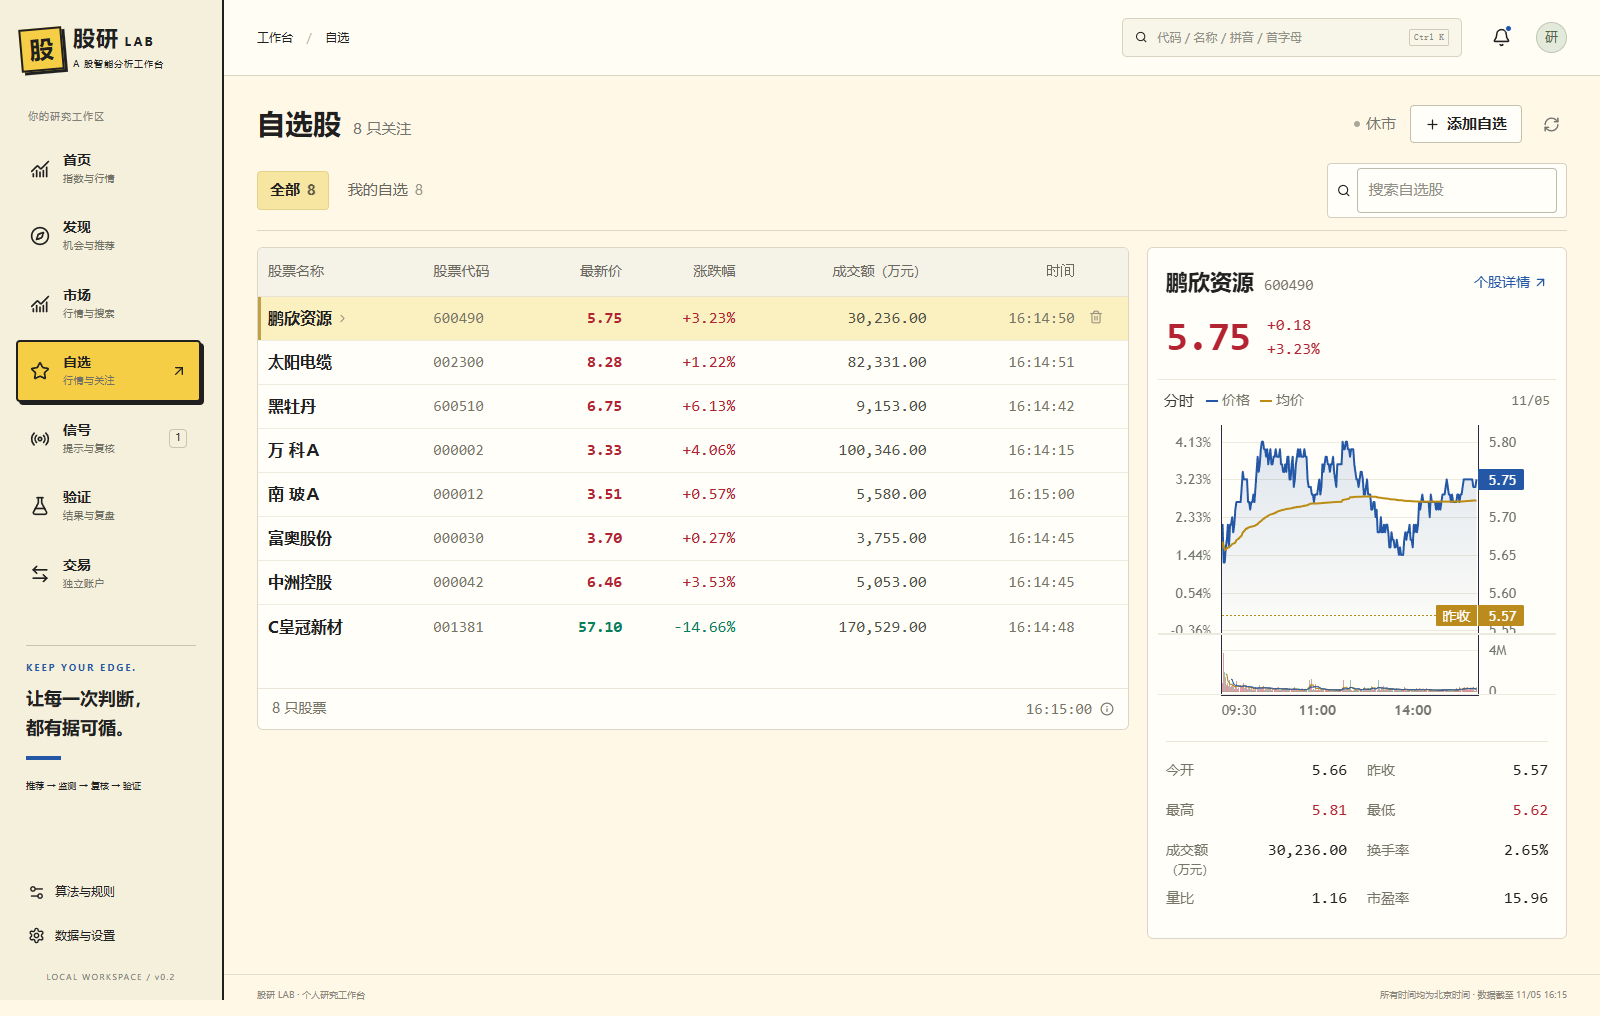 股
股研 LAB
A 股智能分析工作台
你的研究工作区
首页
指数与行情
发现
机会与推荐
市场
行情与搜索
自选
行情与关注
信号
提示与复核
1
验证
结果与复盘
交易
独立账户
KEEP YOUR EDGE.
让每一次判断，
都有据可循。
推荐 → 监测 → 复核 → 验证
算法与规则
数据与设置
LOCAL WORKSPACE / v0.2
工作台 / 自选
代码 / 名称 / 拼音 / 首字母
Ctrl K
研
自选股 8 只关注
休市
添加自选
全部 8
我的自选 8
搜索自选股
股票名称 股票代码 最新价 涨跌幅 成交额 (万元) 时间
鹏欣资源 600490 5.75 +3.23% 30,236.00 16:14:50
太阳电缆 002300 8.28 +1.22% 82,331.00 16:14:51
黑牡丹 600510 6.75 +6.13% 9,153.00 16:14:42
万 科A 000002 3.33 +4.06% 100,346.00 16:14:15
南 玻A 000012 3.51 +0.57% 5,580.00 16:15:00
富奥股份 000030 3.70 +0.27% 3,755.00 16:14:45
中洲控股 000042 6.46 +3.53% 5,053.00 16:14:45
C皇冠新材 001381 57.10 -14.66% 170,529.00 16:14:48
8 只股票
16:15:00
鹏欣资源 600490
个股详情
5.75
+0.18
+3.23%
分时 价格 均价
11/05
4.13% 5.80
3.23% 5.75
2.33% 5.70
1.44% 5.65
0.54% 5.60
昨收 5.57
-0.36% 5.55
4M
0
09:30 11:00 14:00
今开 5.66 昨收 5.57
最高 5.81 最低 5.62
成交额 30,236.00 换手率 2.65%
(万元)
量比 1.16 市盈率 15.96
股研 LAB · 个人研究工作台
所有时间均为北京时间 · 数据截至 11/05 16:15